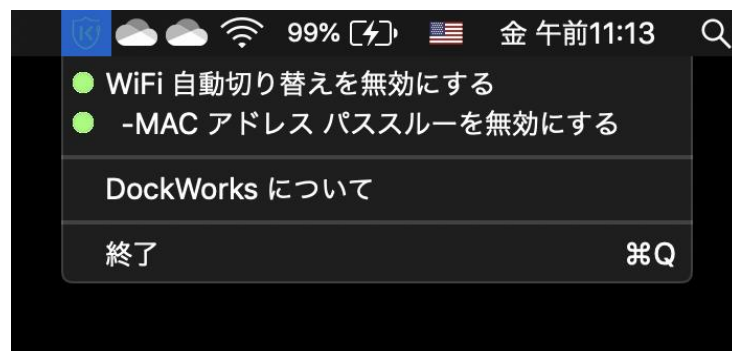 99% 金 午前11:13
WiFi 自動切り替えを無効にする
-MAC アドレス パススルーを無効にする
DockWorks について
終了 ⌘Q